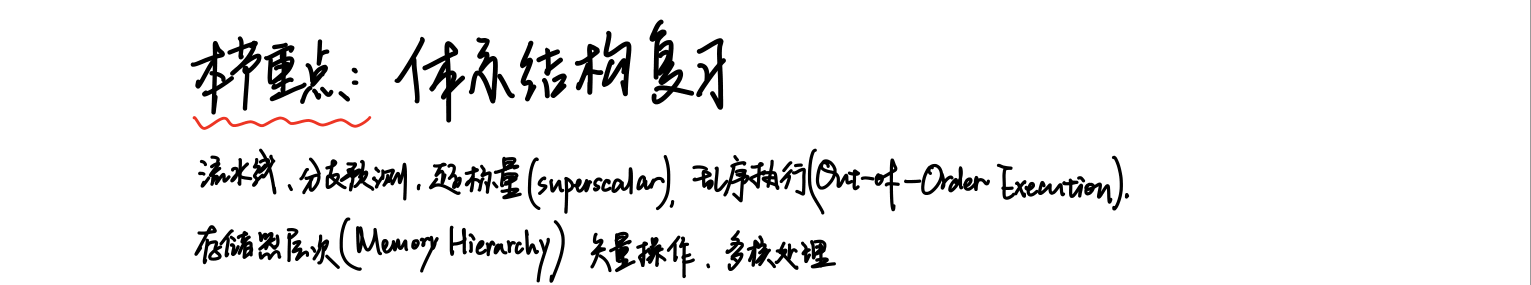 本节重点：体系结构复习
流水线、分支预测，超标量(superscalar)，乱序执行(Out-of-Order Execution).
存储器层次(Memory Hierarchy) 矢量操作．多核处理